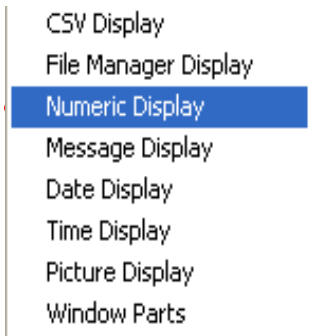 CSV Display
File Manager Display
Numeric Display
Message Display
Date Display
Time Display
Picture Display
Window Parts